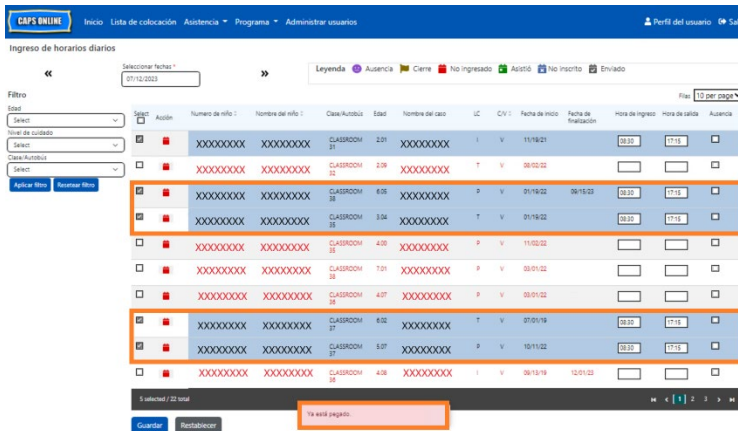 CAPS ONLINE Inicio Lista de colocación Asistencia Programa Administrar usuarios Perfil del usuario Sal
Ingreso de horarios diarios
« Seleccionar fechas * » Leyenda Ausencia Cierre No ingresado Asistió No inscrito Enviado
07/12/2023
Filtro
Filas 10 per page
Edad
Select
Nivel de cuidado
Select
Clase/Autobús
Select
Aplicar filtro Resetear filtro
Select Acción Numero de niño Nombre del niño Clase/Autobús Edad Nombre del caso LC C/V Fecha de inicio Fecha de finalización Hora de ingreso Hora de salida Ausencia
XXXXXXXX XXXXXXXX CLASSROOM 31 2.01 XXXXXXXX I V 11/19/21 08:30 17:15
XXXXXXXX XXXXXXXX CLASSROOM 32 2.09 XXXXXXXX T V 08/02/22
XXXXXXXX XXXXXXXX CLASSROOM 38 6.05 XXXXXXXX P V 01/19/22 09/15/23 08:30 17:15
XXXXXXXX XXXXXXXX CLASSROOM 35 3.04 XXXXXXXX T V 01/19/22 08:30 17:15
XXXXXXXX XXXXXXXX CLASSROOM 35 4.00 XXXXXXXX P V 11/02/22
XXXXXXXX XXXXXXXX CLASSROOM 38 7.01 XXXXXXXX P V 03/01/22
XXXXXXXX XXXXXXXX CLASSROOM 36 4.07 XXXXXXXX P V 03/01/22
XXXXXXXX XXXXXXXX CLASSROOM 37 6.02 XXXXXXXX T V 07/01/19 08:30 17:15
XXXXXXXX XXXXXXXX CLASSROOM 37 5.07 XXXXXXXX P V 10/11/22 08:30 17:15
XXXXXXXX XXXXXXXX CLASSROOM 36 4.08 XXXXXXXX I V 09/13/19 12/01/23
5 selected / 22 total 1 2 3
Ya está pegado.
Guardar Restablecer